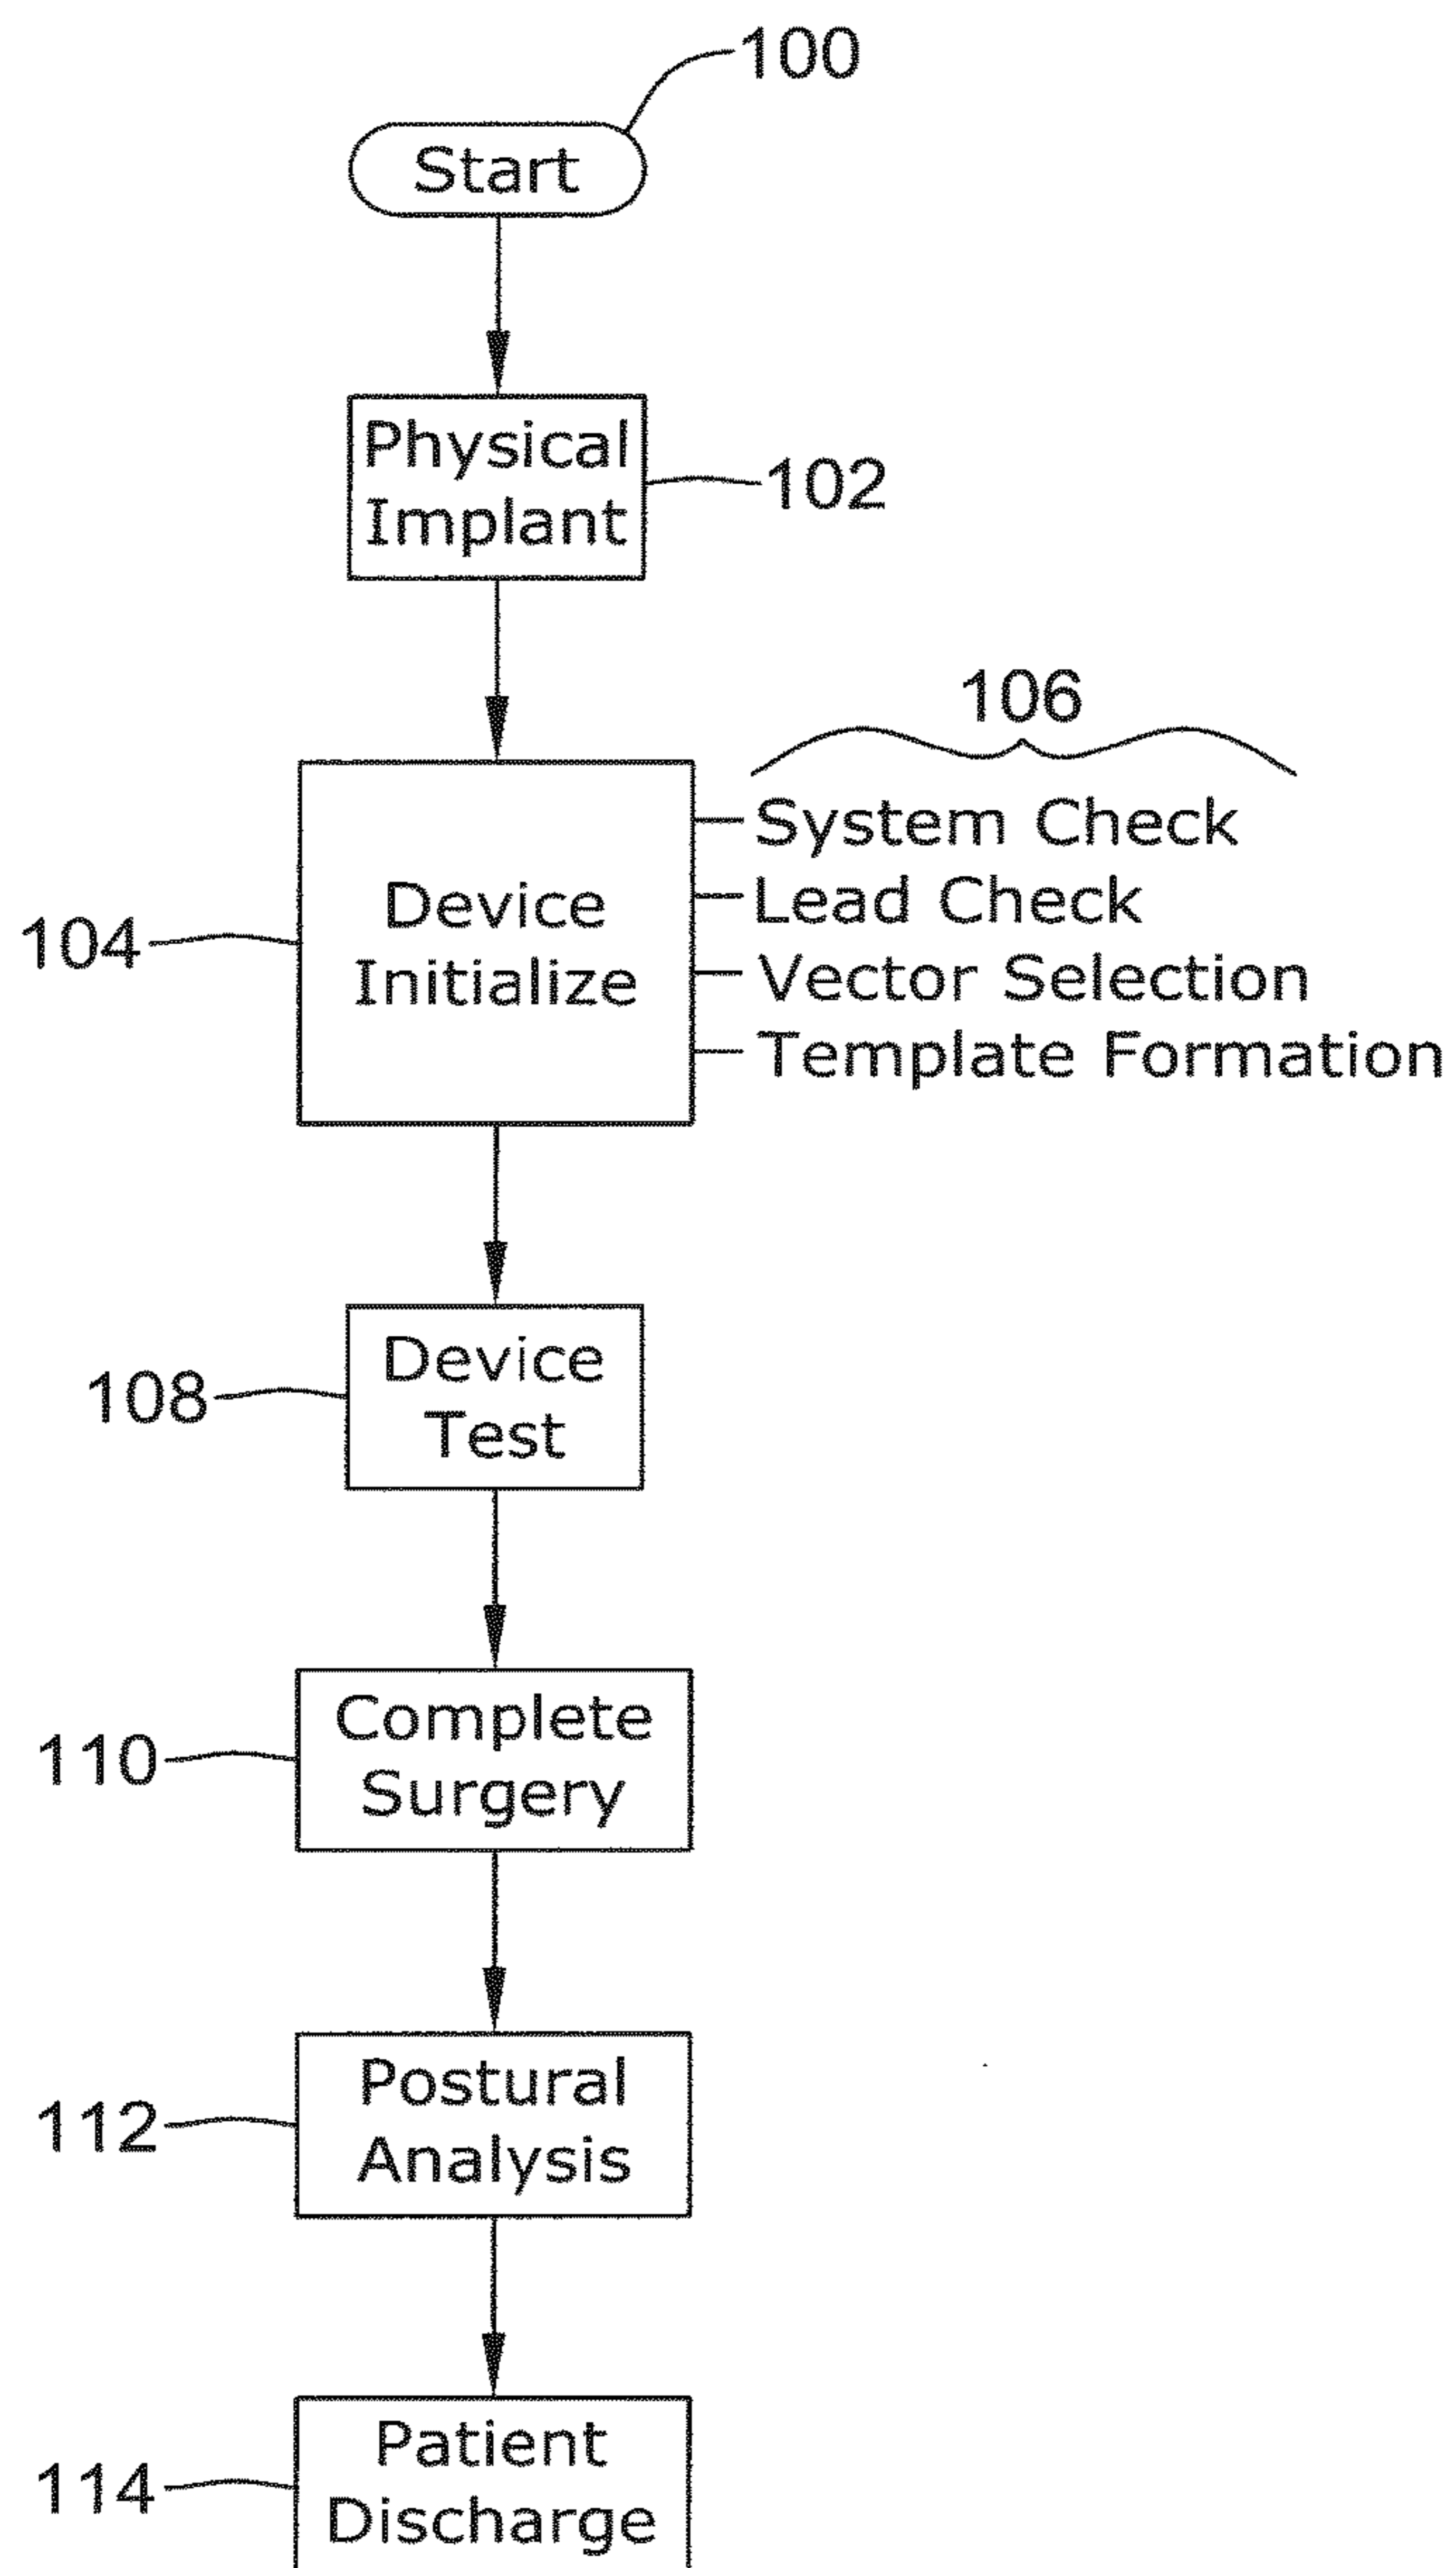 100
Start
Physical
Implant
102
106
System Check
Lead Check
Vector Selection
Template Formation
104
Device
Initialize
108
Device
Test
110
Complete
Surgery
112
Postural
Analysis
114
Patient
Discharge